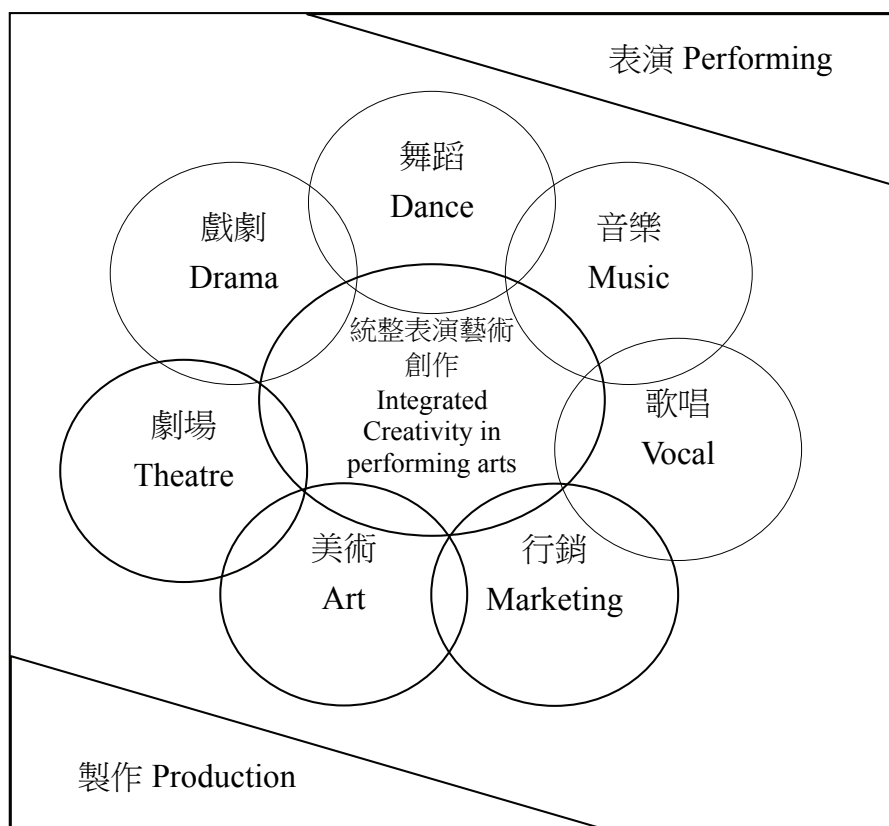 表演 Performing
舞蹈
Dance
戲劇
Drama
音樂
Music
統整表演藝術
創作
Integrated
Creativity in
performing arts
歌唱
Vocal
劇場
Theatre
美術
Art
行銷
Marketing
製作 Production